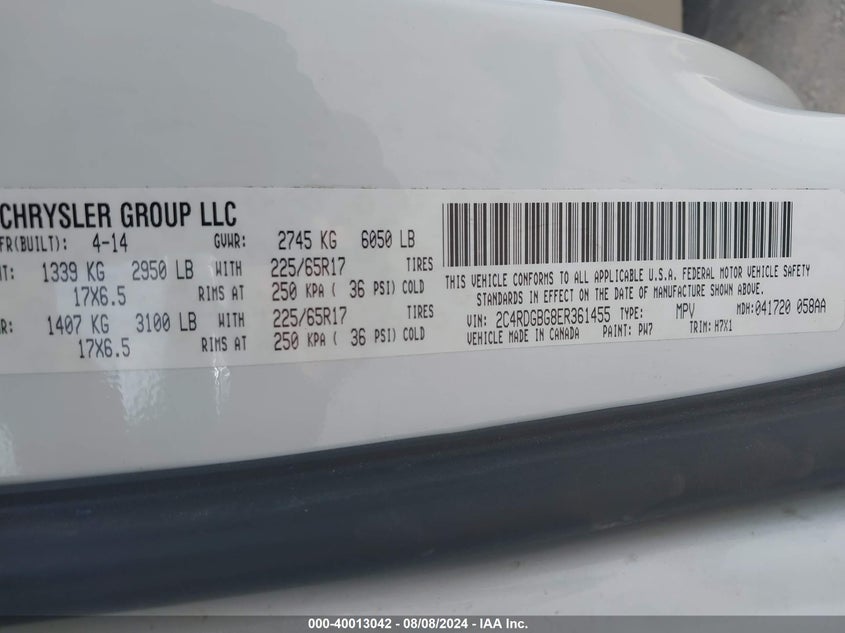 CHRYSLER GROUP LLC
FR(BUILT): 4-14 GVWR: 2745 KG 6050 LB
NT: 1339 KG 2950 LB WITH 225/65R17 TIRES
17X6.5 RIMS AT 250 KPA ( 36 PSI) COLD
R: 1407 KG 3100 LB WITH 225/65R17 TIRES
17X6.5 RIMS AT 250 KPA ( 36 PSI) COLD
THIS VEHICLE CONFORMS TO ALL APPLICABLE U.S.A. FEDERAL MOTOR VEHICLE SAFETY
STANDARDS IN EFFECT ON THE DATE OF MANUFACTURE SHOWN ABOVE.
VIN: 2C4RDGBG8ER361455 TYPE: MPV MDH: 041720 058AA
VEHICLE MADE IN CANADA PAINT: PW7 TRIM: H7X1
000-40013042 - 08/08/2024 - IAA Inc.